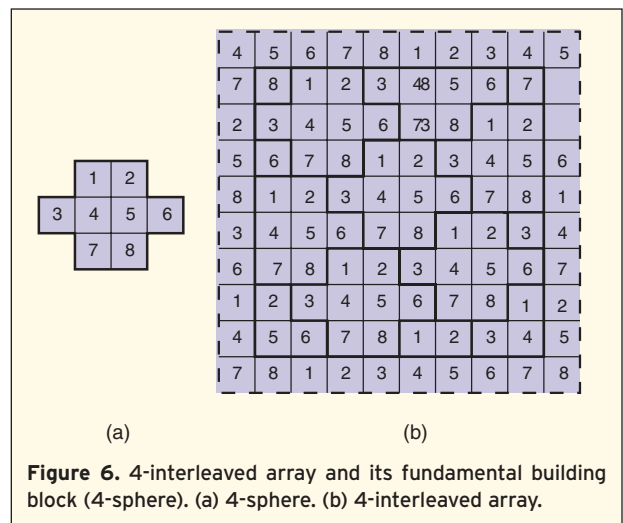 4 5 6 7 8 1 2 3 4 5
7 8 1 2 3 48 5 6 7
2 3 4 5 6 73 8 1 2
5 6 7 8 1 2 3 4 5 6
8 1 2 3 4 5 6 7 8 1
3 4 5 6 7 8 1 2 3 4
6 7 8 1 2 3 4 5 6 7
1 2 3 4 5 6 7 8 1 2
4 5 6 7 8 1 2 3 4 5
7 8 1 2 3 4 5 6 7 8
1 2
3 4 5 6
7 8
(a)
(b)
Figure 6. 4-interleaved array and its fundamental building
block (4-sphere). (a) 4-sphere. (b) 4-interleaved array.